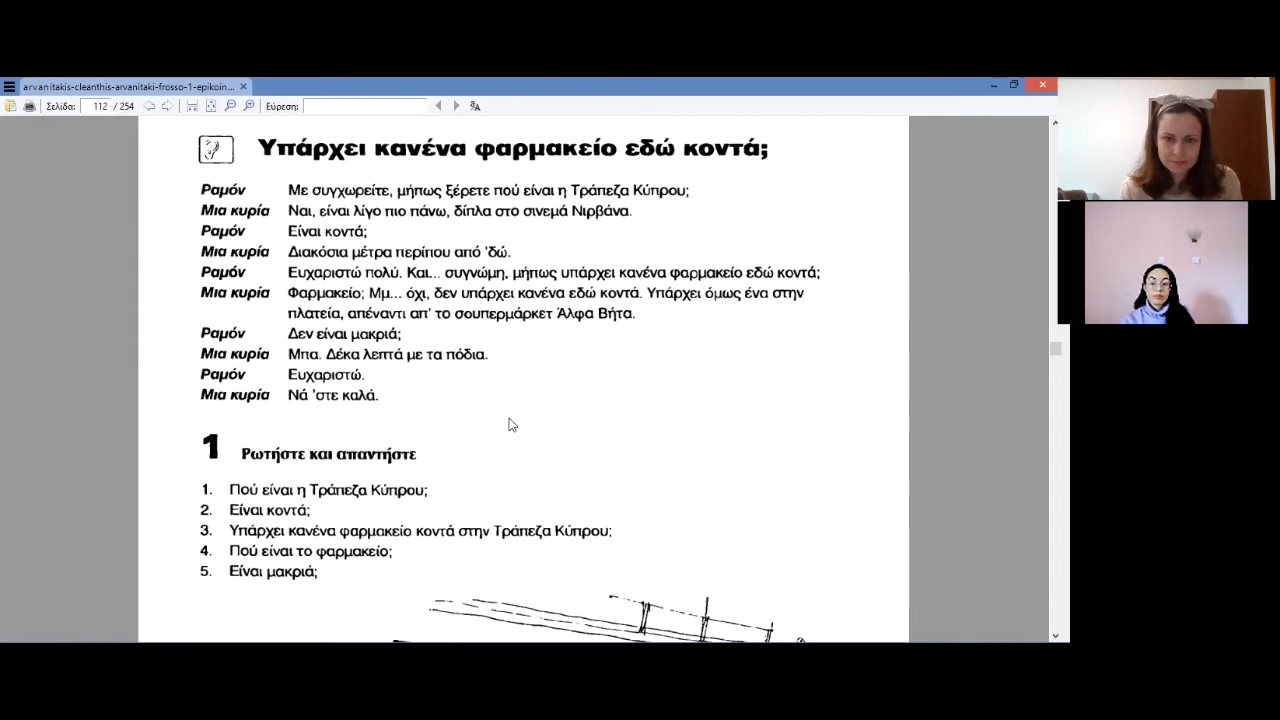 arvanitakis-cleanthis-arvanitaki-frosso-1-epikoin...
Σελίδα: 112 / 254 Εύρεση:
Υπάρχει κανένα φαρμακείο εδώ κοντά;
Ραμόν Με συγχωρείτε, μήπως ξέρετε πού είναι η Τράπεζα Κύπρου;
Μια κυρία Ναι, είναι λίγο πιο πάνω, δίπλα στο σινεμά Νιρβάνα.
Ραμόν Είναι κοντά;
Μια κυρία Διακόσια μέτρα περίπου από 'δώ.
Ραμόν Ευχαριστώ πολύ. Και... συγνώμη, μήπως υπάρχει κανένα φαρμακείο εδώ κοντά;
Μια κυρία Φαρμακείο; Μμ... όχι, δεν υπάρχει κανένα εδώ κοντά. Υπάρχει όμως ένα στην
πλατεία, απέναντι απ' το σουπερμάρκετ Άλφα Βήτα.
Ραμόν Δεν είναι μακριά;
Μια κυρία Μπα. Δέκα λεπτά με τα πόδια.
Ραμόν Ευχαριστώ.
Μια κυρία Νά 'στε καλά.
1 Ρωτήστε και απαντήστε
1. Πού είναι η Τράπεζα Κύπρου;
2. Είναι κοντά;
3. Υπάρχει κανένα φαρμακείο κοντά στην Τράπεζα Κύπρου;
4. Πού είναι το φαρμακείο;
5. Είναι μακριά;